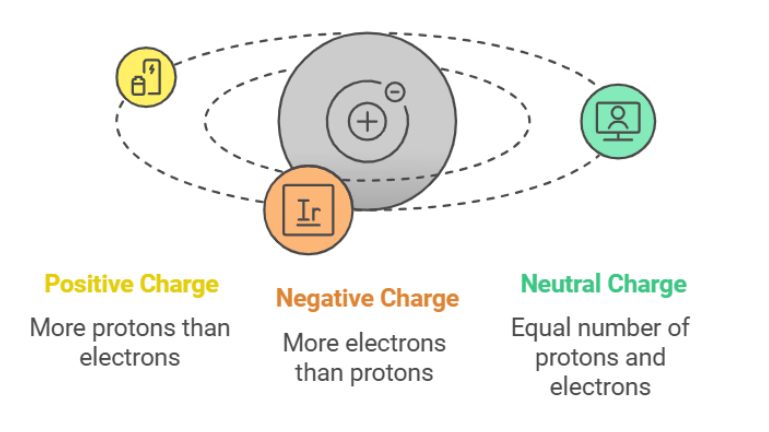 Ir
Positive Charge
More protons than
electrons
Negative Charge
More electrons
than protons
Neutral Charge
Equal number of
protons and
electrons